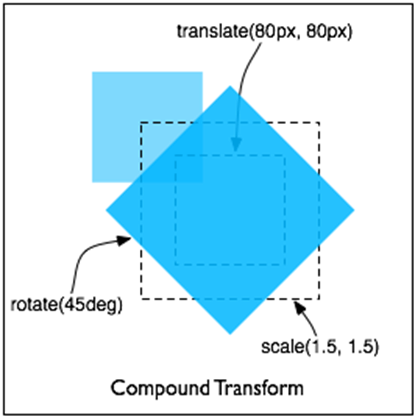 translate(80px, 80px)
rotate(45deg)
scale(1.5, 1.5)
Compound Transform